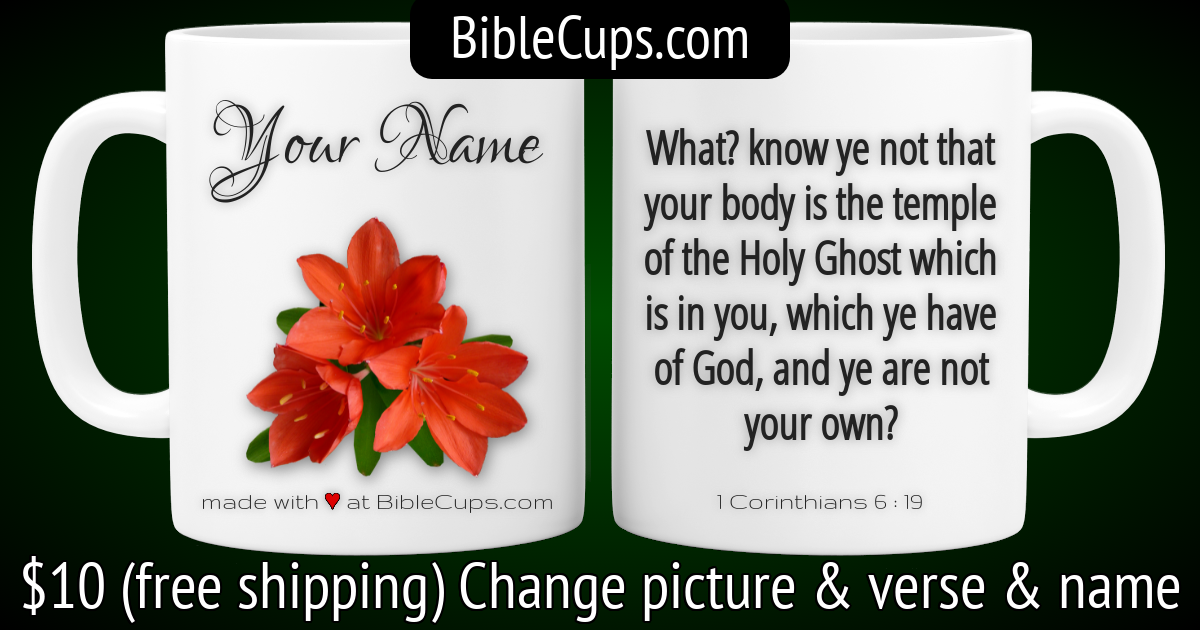 BibleCups.com
Your Name
made with ♥ at BibleCups.com
What? know ye not that
your body is the temple
of the Holy Ghost which
is in you, which ye have
of God, and ye are not
your own?
1 Corinthians 6 : 19
$10 (free shipping) Change picture & verse & name